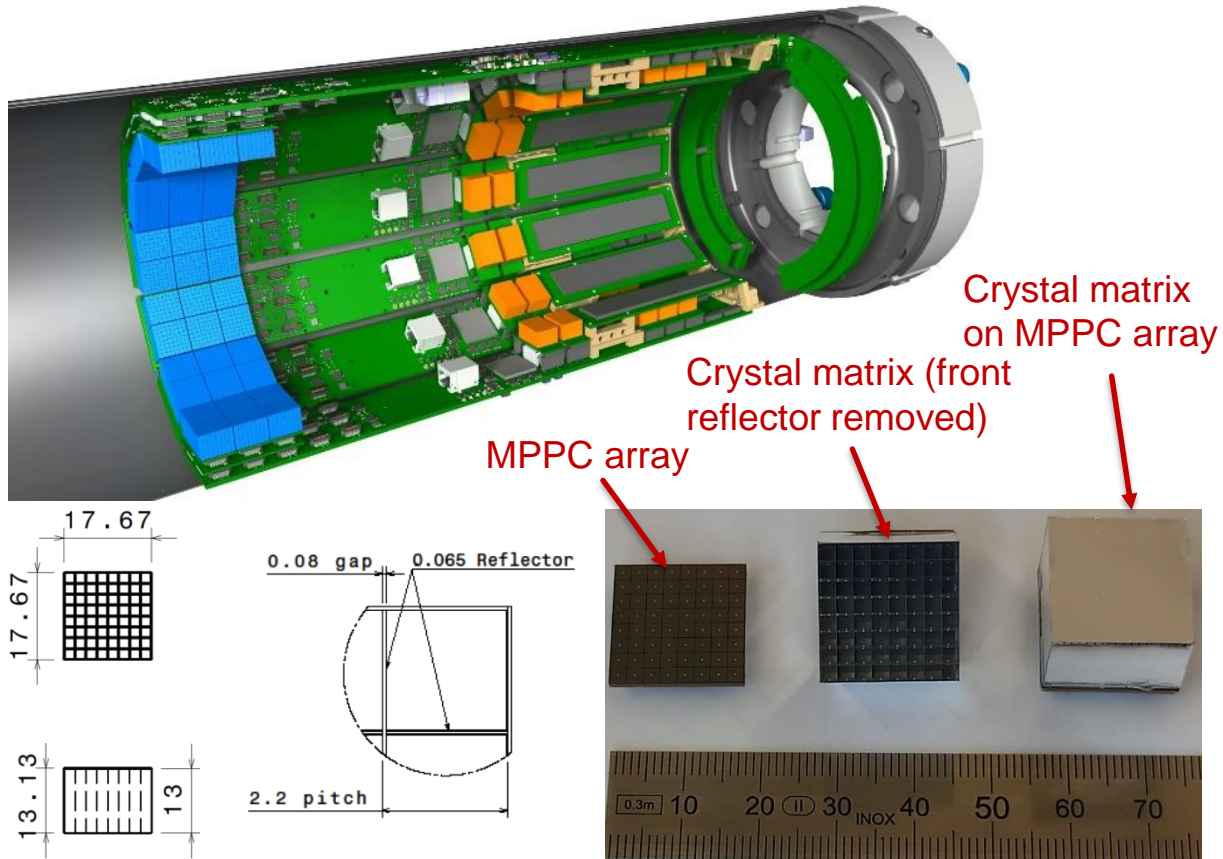 Crystal matrix
on MPPC array
Crystal matrix (front
reflector removed)
MPPC array
17.67
17.67
0.08 gap
0.065 Reflector
2.2 pitch
13.13
13
0.3m 10 20 II 30 INOX 40 50 60 70